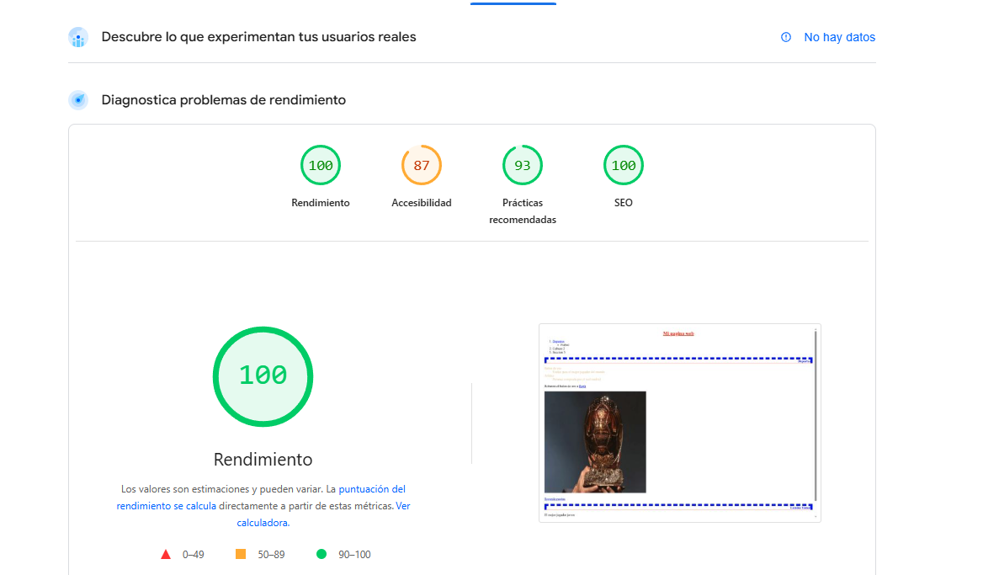 Descubre lo que experimentan tus usuarios reales
No hay datos
Diagnostica problemas de rendimiento
100
87
93
100
Rendimiento
Accesibilidad
Prácticas
recomendadas
SEO
100
Rendimiento
Los valores son estimaciones y pueden variar. La puntuación del
rendimiento se calcula directamente a partir de estas métricas. Ver
calculadora.
0–49
50–89
90–100
Mi pagina web